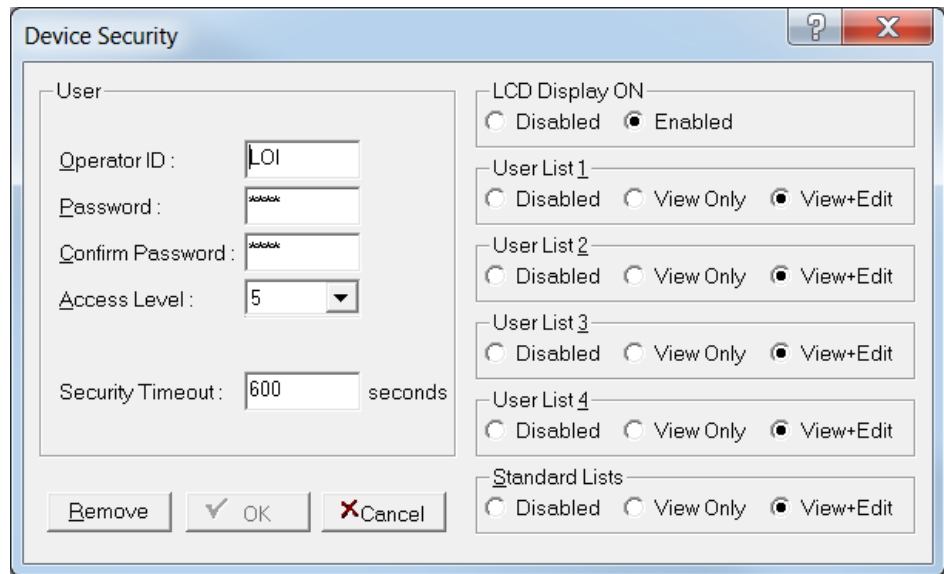 Device Security
User
Operator ID :
LOI
Password :
*****
Confirm Password :
*****
Access Level :
5
Security Timeout :
600
seconds
Remove
OK
Cancel
LCD Display ON
Disabled
Enabled
User List 1
Disabled
View Only
View+Edit
User List 2
Disabled
View Only
View+Edit
User List 3
Disabled
View Only
View+Edit
User List 4
Disabled
View Only
View+Edit
Standard Lists
Disabled
View Only
View+Edit